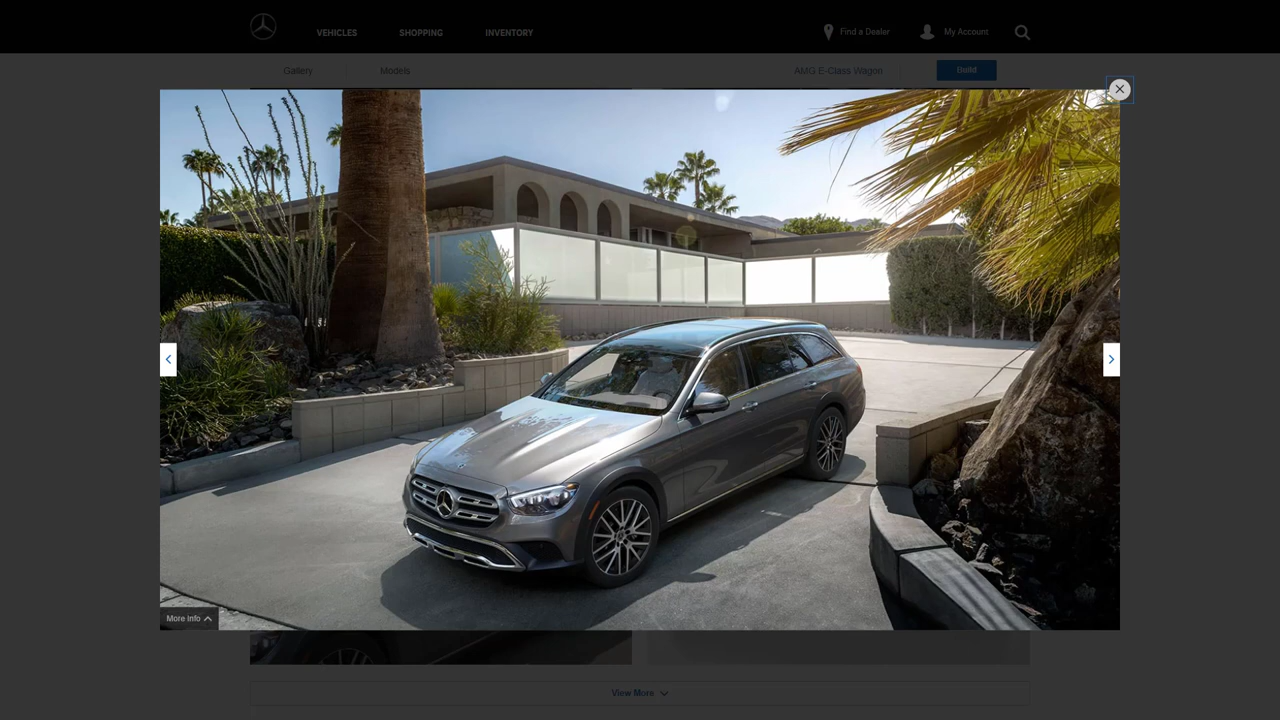 VEHICLES
SHOPPING
INVENTORY
Find a Dealer
My Account
Gallery
Models
AMG E-Class Wagon
Build
More info
View More